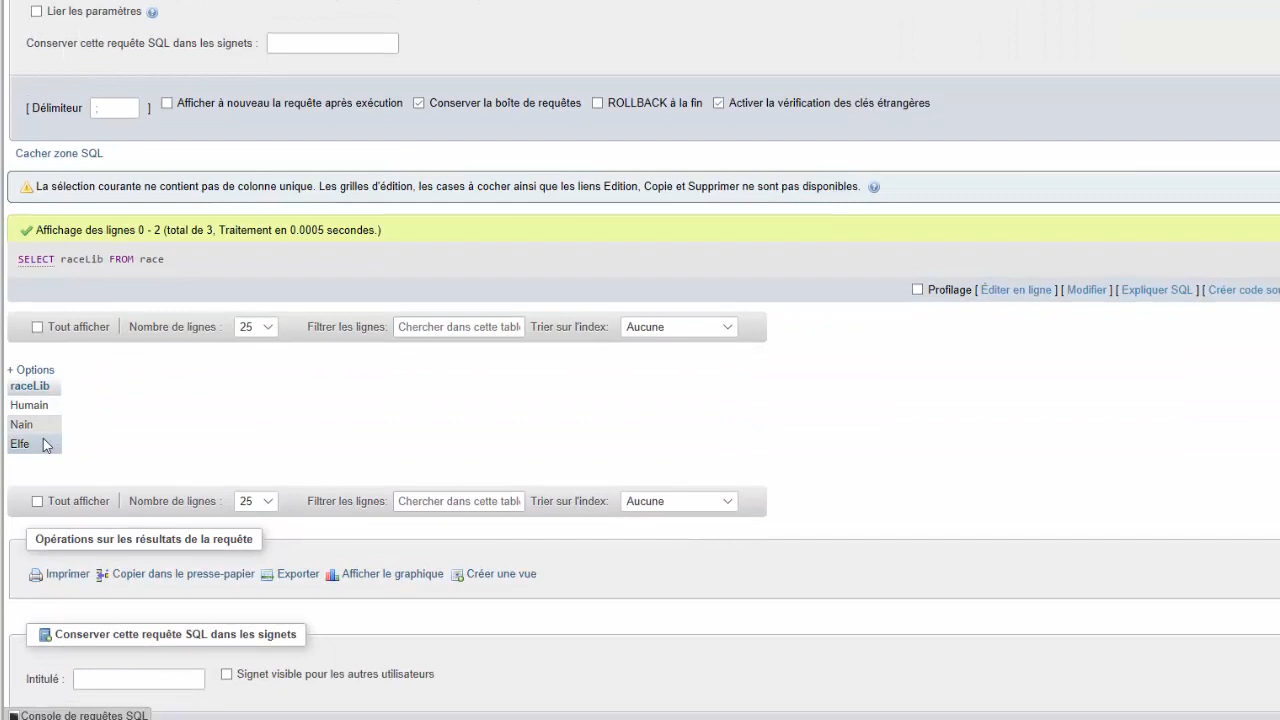 Lier les paramètres
Conserver cette requête SQL dans les signets :
[ Délimiteur ; ] Afficher à nouveau la requête après exécution Conserver la boîte de requêtes ROLLBACK à la fin Activer la vérification des clés étrangères
Cacher zone SQL
La sélection courante ne contient pas de colonne unique. Les grilles d'édition, les cases à cocher ainsi que les liens Edition, Copie et Supprimer ne sont pas disponibles.
Affichage des lignes 0 - 2 (total de 3, Traitement en 0.0005 secondes.)
SELECT raceLib FROM race
Profilage [ Éditer en ligne ] [ Modifier ] [ Expliquer SQL ] [ Créer code sou
Tout afficher Nombre de lignes : 25 Filtrer les lignes: Chercher dans cette tabl Trier sur l'index: Aucune
+ Options
raceLib
Humain
Nain
Elfe
Tout afficher Nombre de lignes : 25 Filtrer les lignes: Chercher dans cette tabl Trier sur l'index: Aucune
Opérations sur les résultats de la requête
Imprimer Copier dans le presse-papier Exporter Afficher le graphique Créer une vue
Conserver cette requête SQL dans les signets
Intitulé : Signet visible pour les autres utilisateurs
Console de requêtes SQL